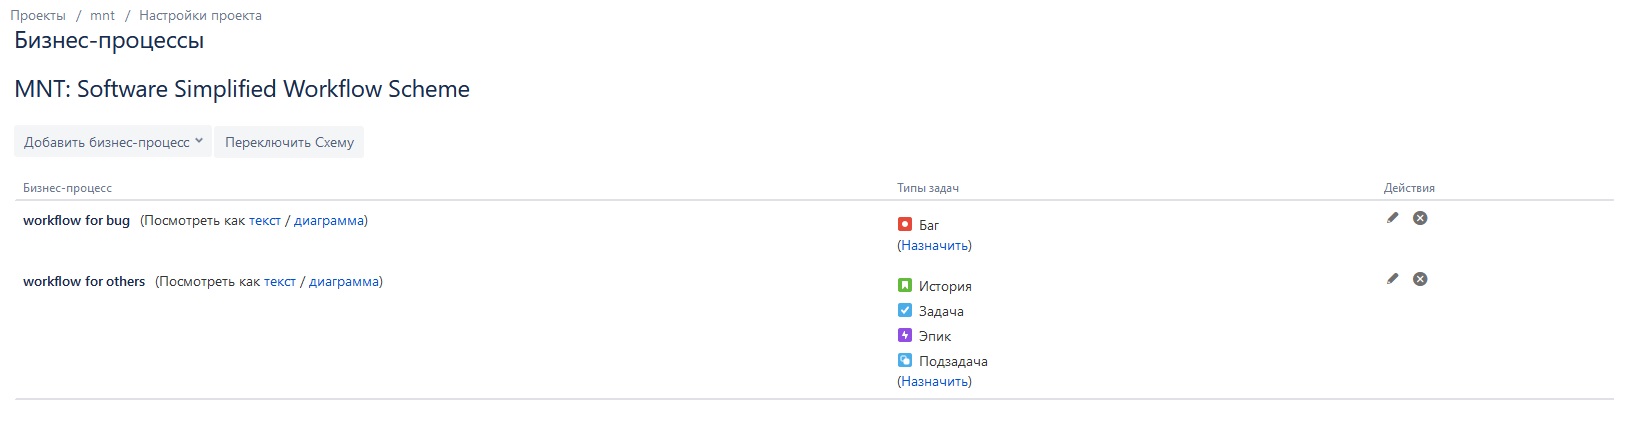 Проекты / mnt / Настройки проекта
Бизнес-процессы
MNT: Software Simplified Workflow Scheme
Добавить бизнес-процесс Переключить Схему
Бизнес-процесс Типы задач Действия
workflow for bug (Посмотреть как текст / диаграмма) Баг
(Назначить)
workflow for others (Посмотреть как текст / диаграмма) История
Задача
Эпик
Подзадача
(Назначить)